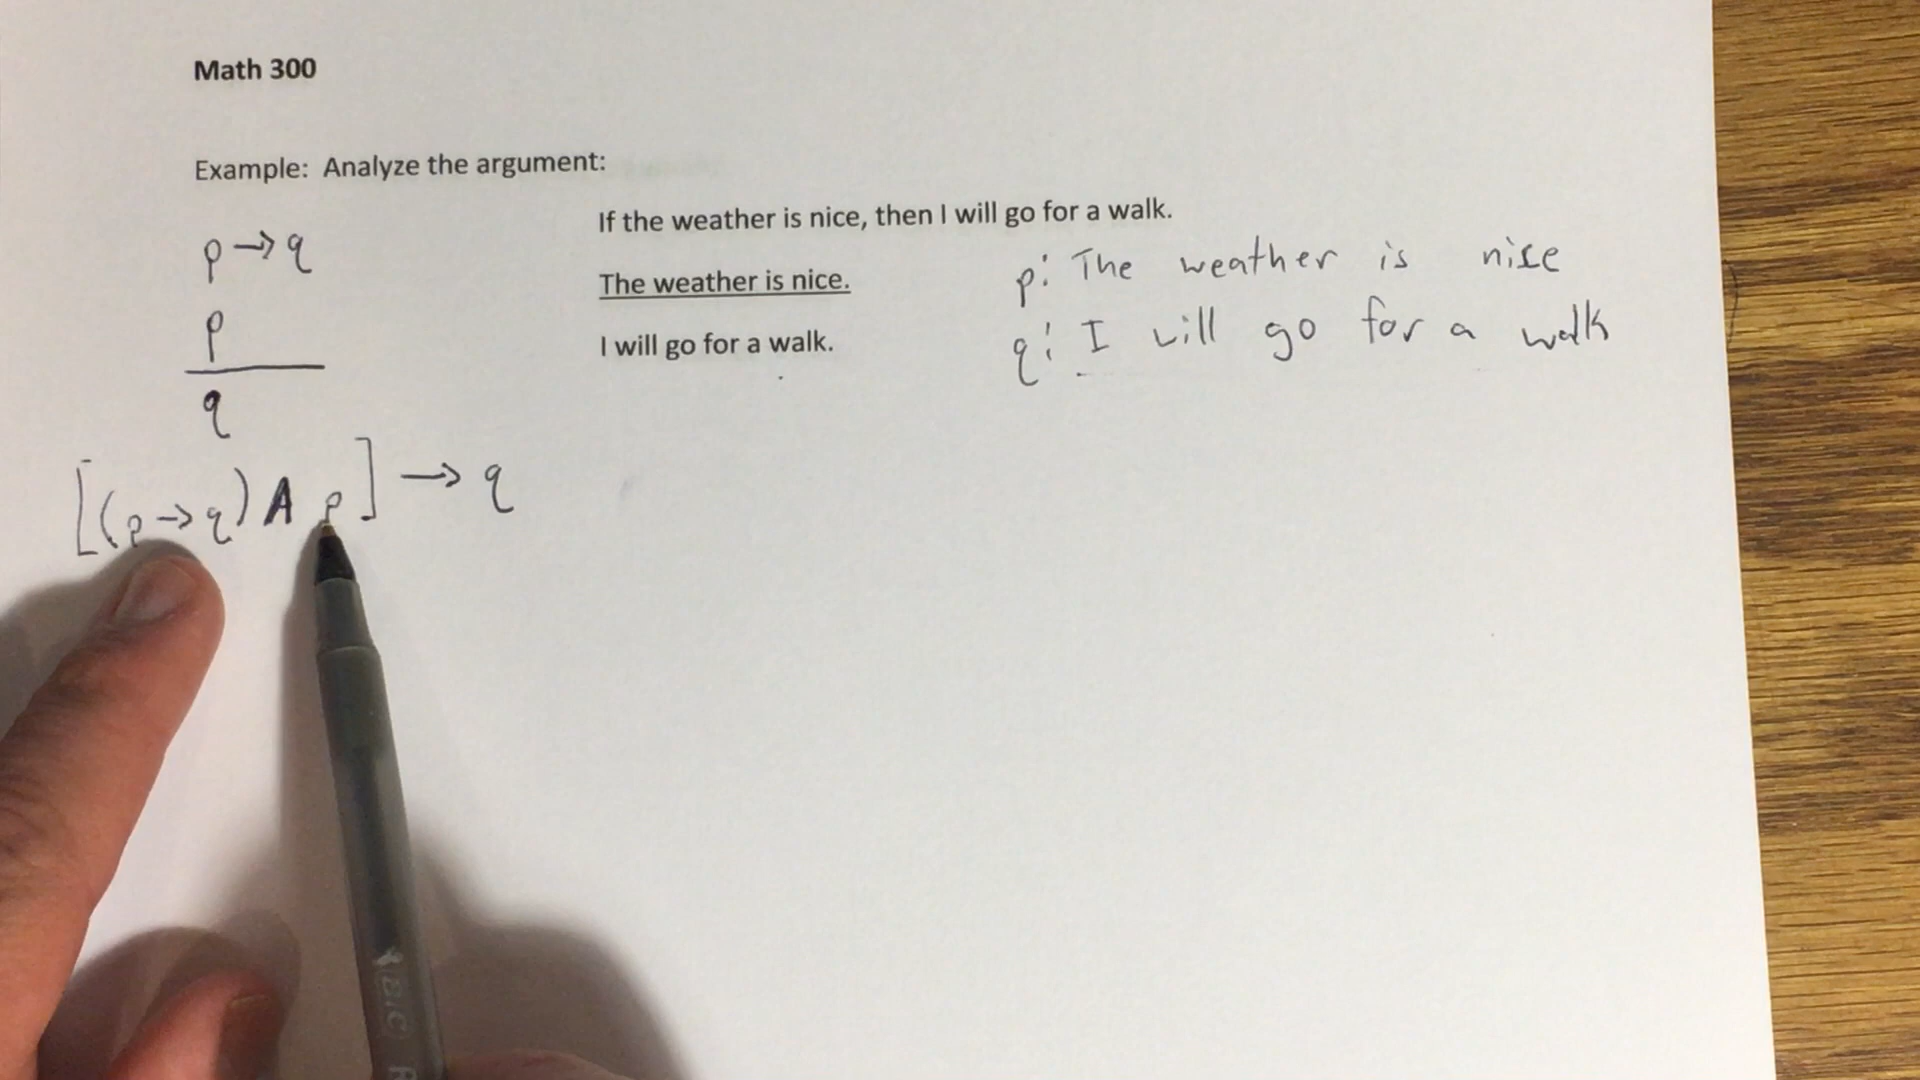 Math 300
Example: Analyze the argument:
If the weather is nice, then I will go for a walk.
p → q
The weather is nice.
p: The weather is nice
p
I will go for a walk.
q: I will go for a walk
q
[(p → q) ∧ p] → q
BIC